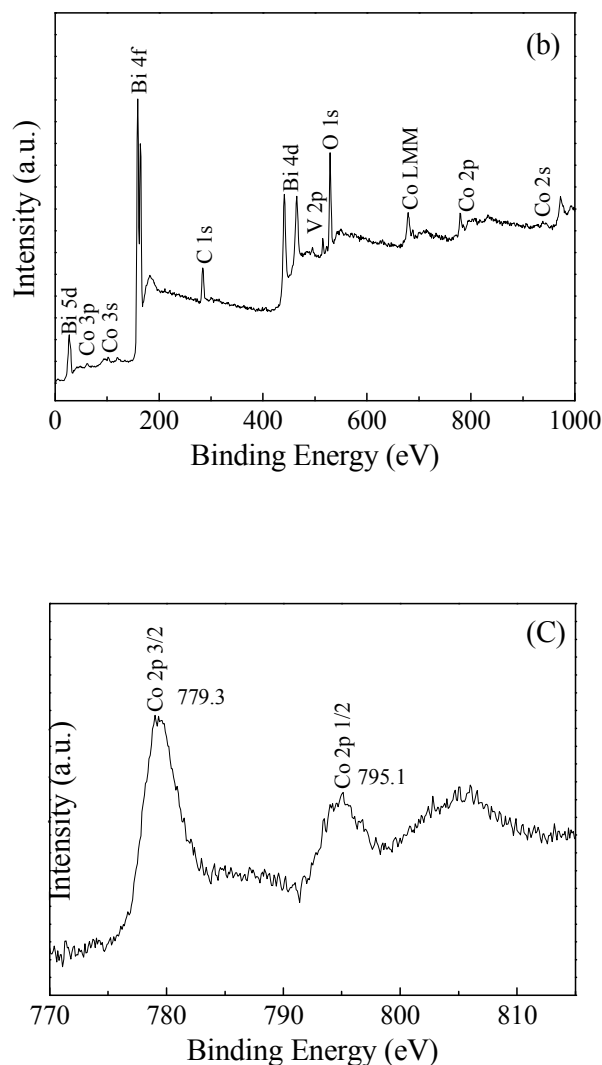 (b)
Intensity (a.u.)
Bi 5d
Co 3p
Co 3s
Bi 4f
C 1s
Bi 4d
V 2p
O 1s
Co LMM
Co 2p
Co 2s
0 200 400 600 800 1000
Binding Energy (eV)
(C)
Intensity (a.u.)
Co 2p 3/2
779.3
Co 2p 1/2
795.1
770 780 790 800 810
Binding Energy (eV)